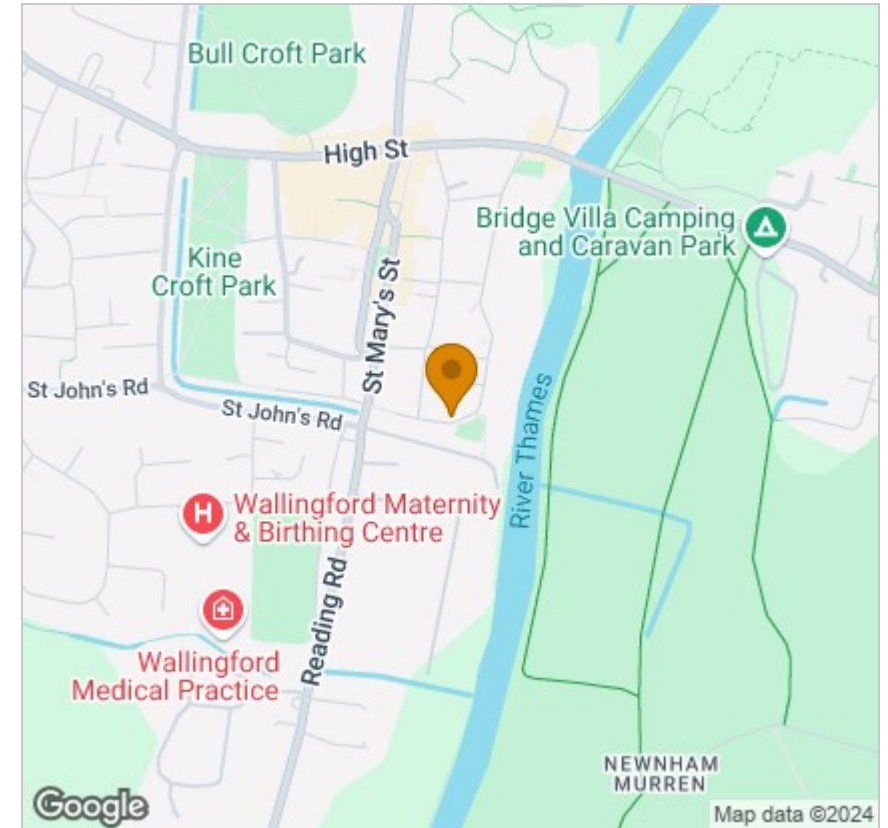 Bull Croft Park
High St
Bridge Villa Camping
and Caravan Park
Kine
Croft Park
St Mary's St
St John's Rd
St John's Rd
River Thames
Wallingford Maternity
& Birthing Centre
H
Reading Rd
Wallingford
Medical Practice
NEWNHAM
MURREN
Google
Map data ©2024